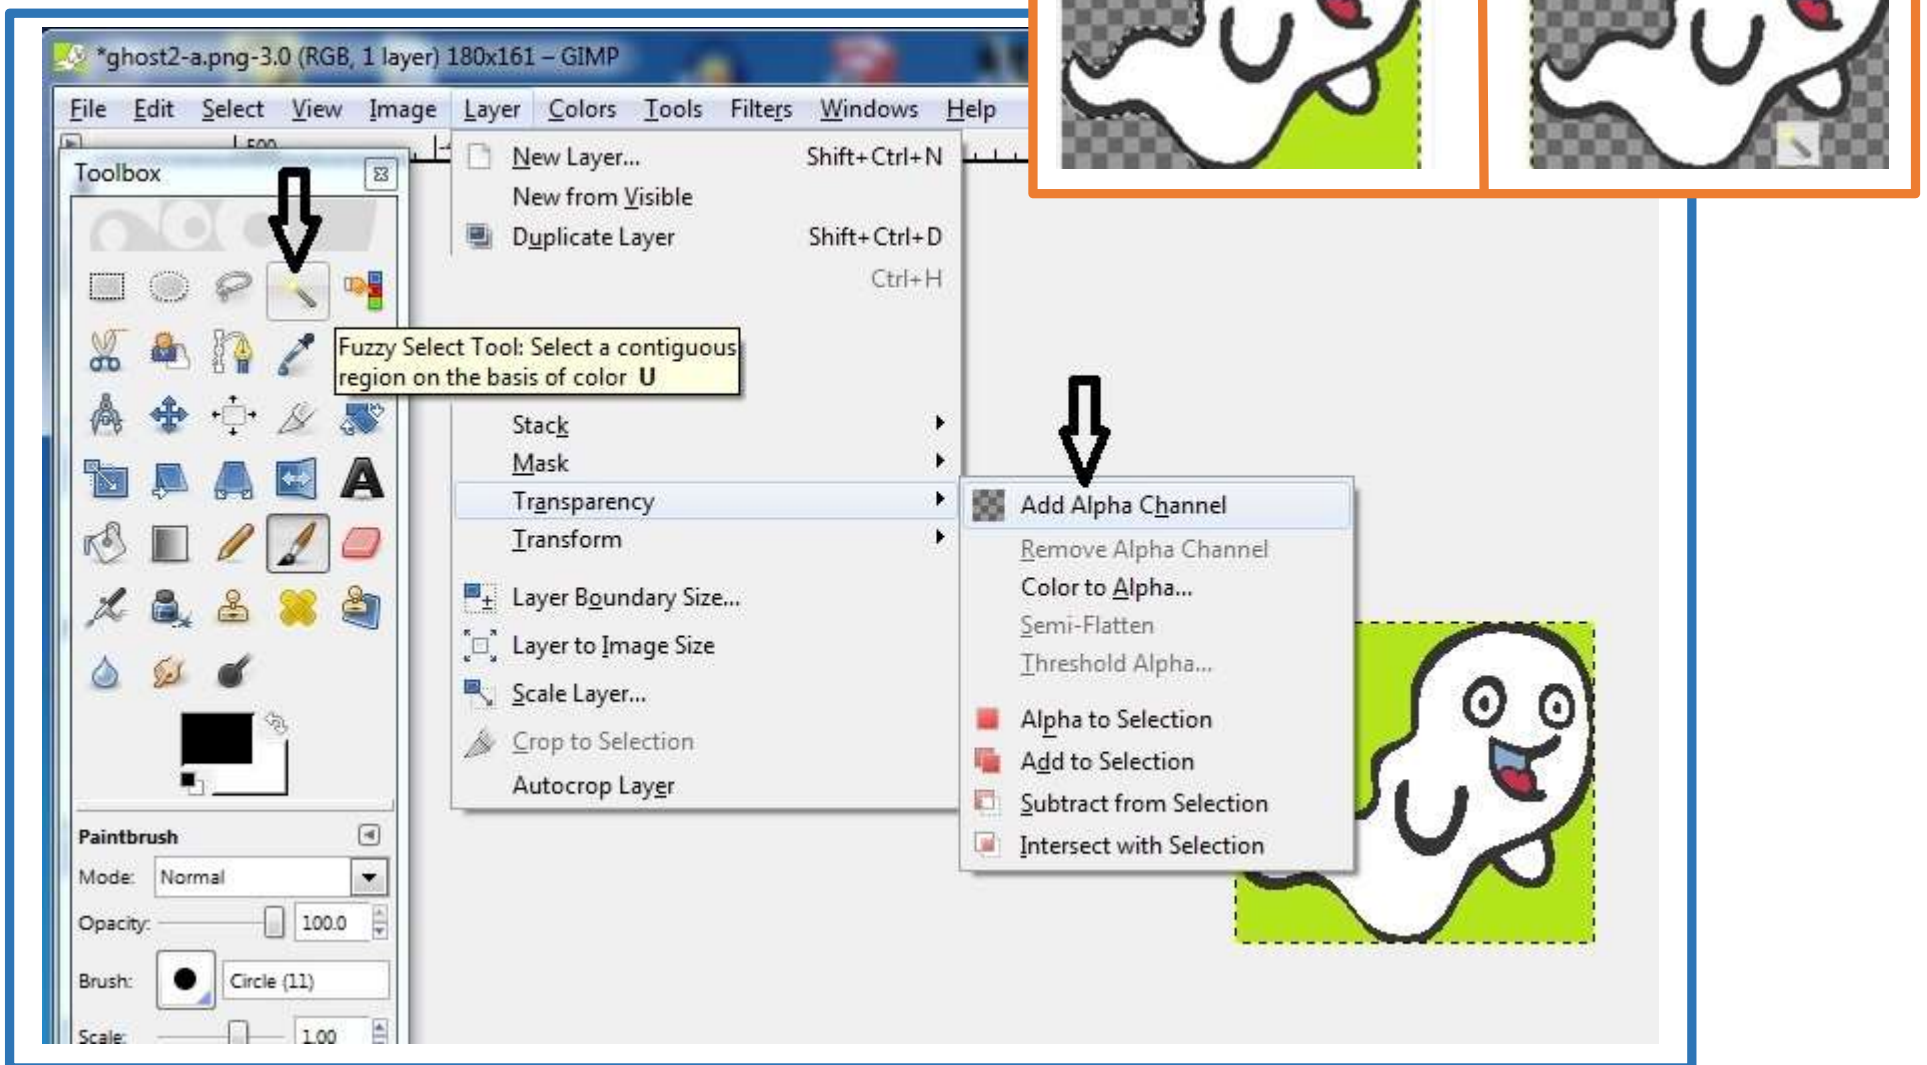 *ghost2-a.png-3.0 (RGB, 1 layer) 180x161 – GIMP
File Edit Select View Image Layer Colors Tools Filters Windows Help
Toolbox
New Layer... Shift+Ctrl+N
New from Visible
Duplicate Layer Shift+Ctrl+D
Ctrl+H
Fuzzy Select Tool: Select a contiguous
region on the basis of color U
Stack
Mask
Transparency
Transform
Layer Boundary Size...
Layer to Image Size
Scale Layer...
Crop to Selection
Autocrop Layer
Add Alpha Channel
Remove Alpha Channel
Color to Alpha...
Semi-Flatten
Threshold Alpha...
Alpha to Selection
Add to Selection
Subtract from Selection
Intersect with Selection
Paintbrush
Mode: Normal
Opacity: 100.0
Brush: Circle (11)
Scale: 1.00